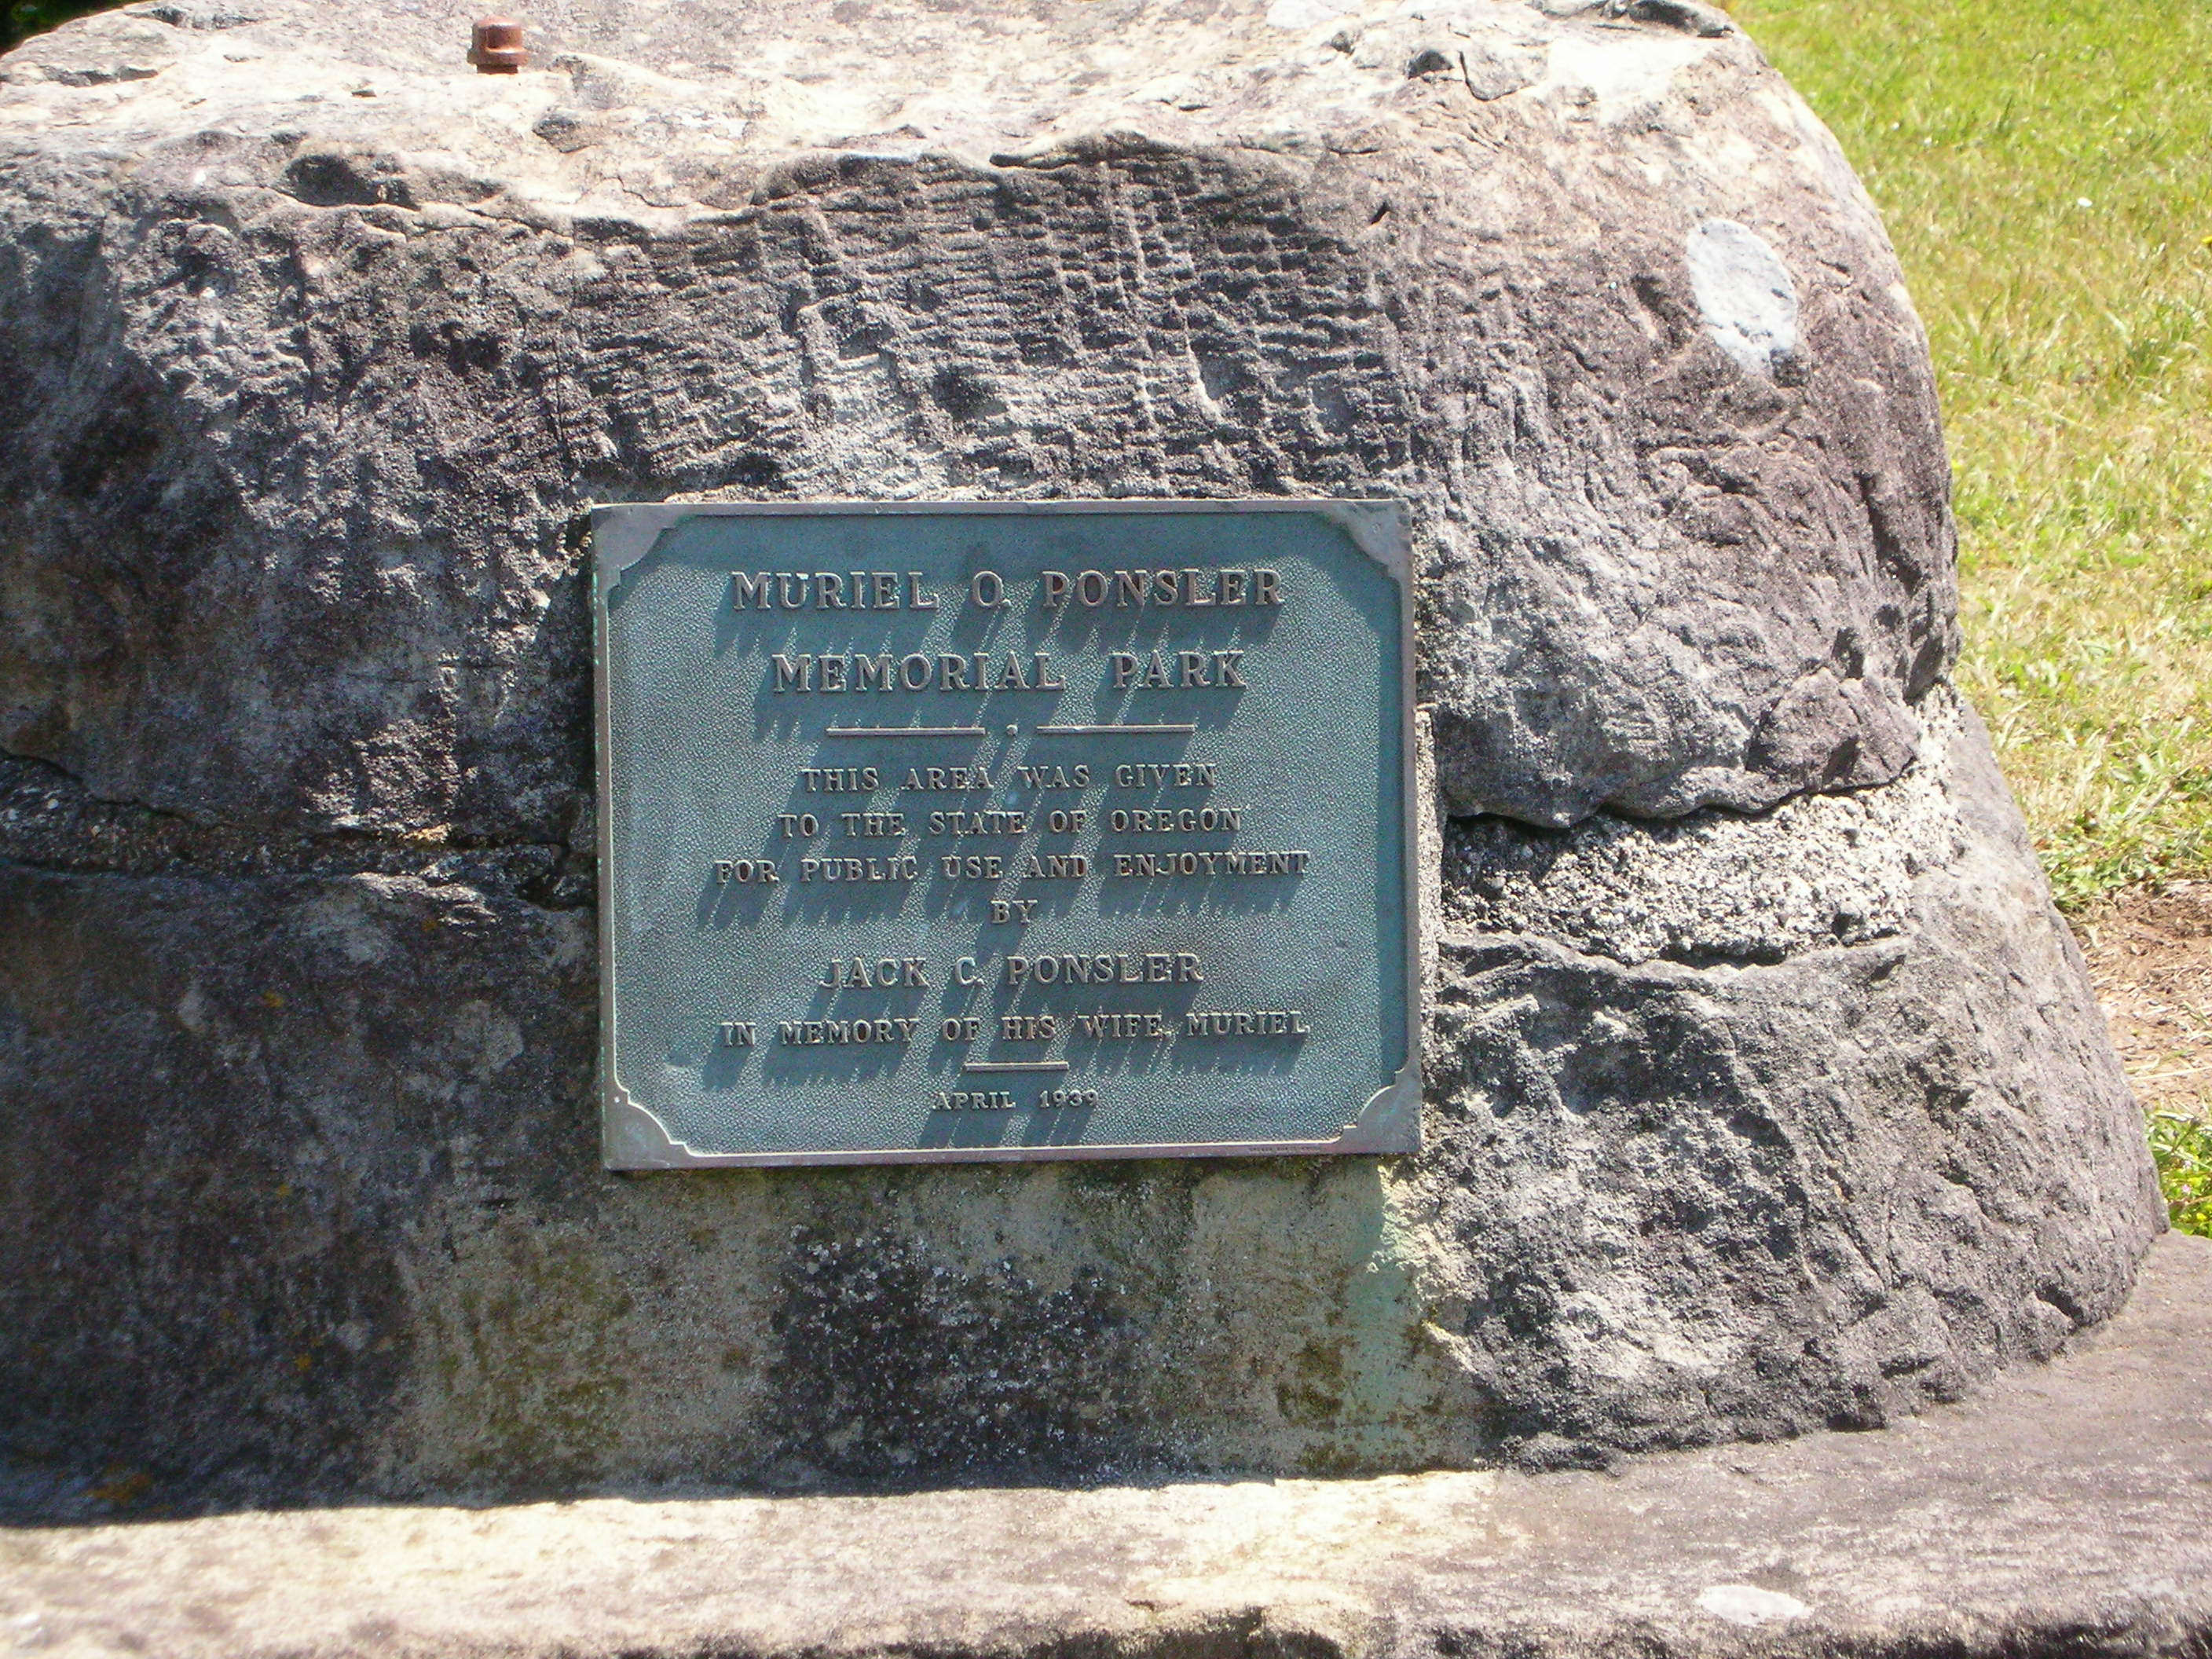 MURIEL O. PONSLER
MEMORIAL PARK
THIS AREA WAS GIVEN
TO THE STATE OF OREGON
FOR PUBLIC USE AND ENJOYMENT
BY
JACK C. PONSLER
IN MEMORY OF HIS WIFE, MURIEL
APRIL 1939